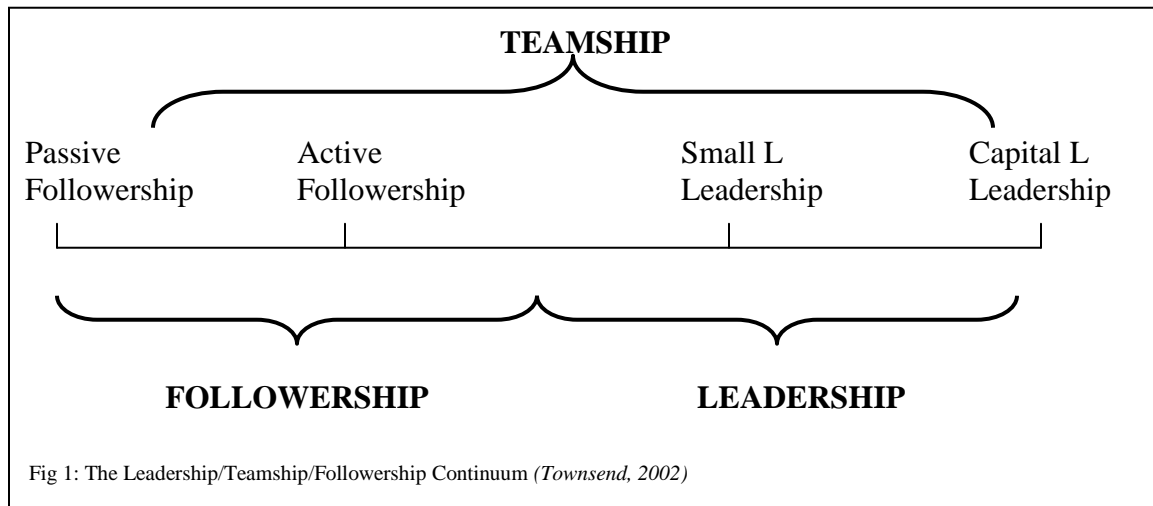 TEAMSHIP
Passive
Followership
Active
Followership
Small L
Leadership
Capital L
Leadership
FOLLOWERSHIP
LEADERSHIP
Fig 1: The Leadership/Teamship/Followership Continuum (Townsend, 2002)